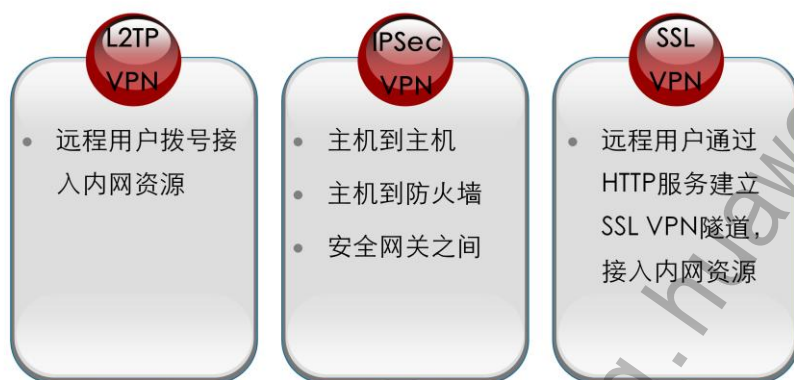 L2TP
VPN
远程用户拨号接
入内网资源
IPSec
VPN
主机到主机
主机到防火墙
安全网关之间
SSL
VPN
远程用户通过
HTTP服务建立
SSL VPN隧道，
接入内网资源
g.huawe